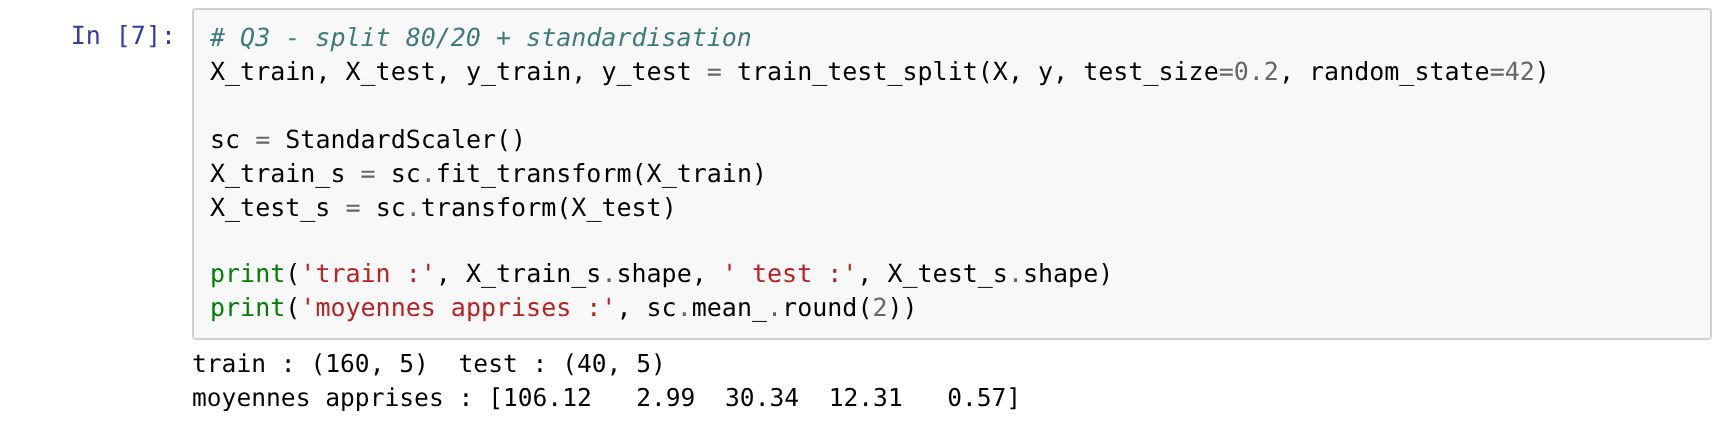 In [7]:
# Q3 - split 80/20 + standardisation
X_train, X_test, y_train, y_test = train_test_split(X, y, test_size=0.2, random_state=42)
sc = StandardScaler()
X_train_s = sc.fit_transform(X_train)
X_test_s = sc.transform(X_test)
print('train :', X_train_s.shape, ' test :', X_test_s.shape)
print('moyennes apprises :', sc.mean_.round(2))
train : (160, 5)  test : (40, 5)
moyennes apprises : [106.12   2.99  30.34  12.31   0.57]